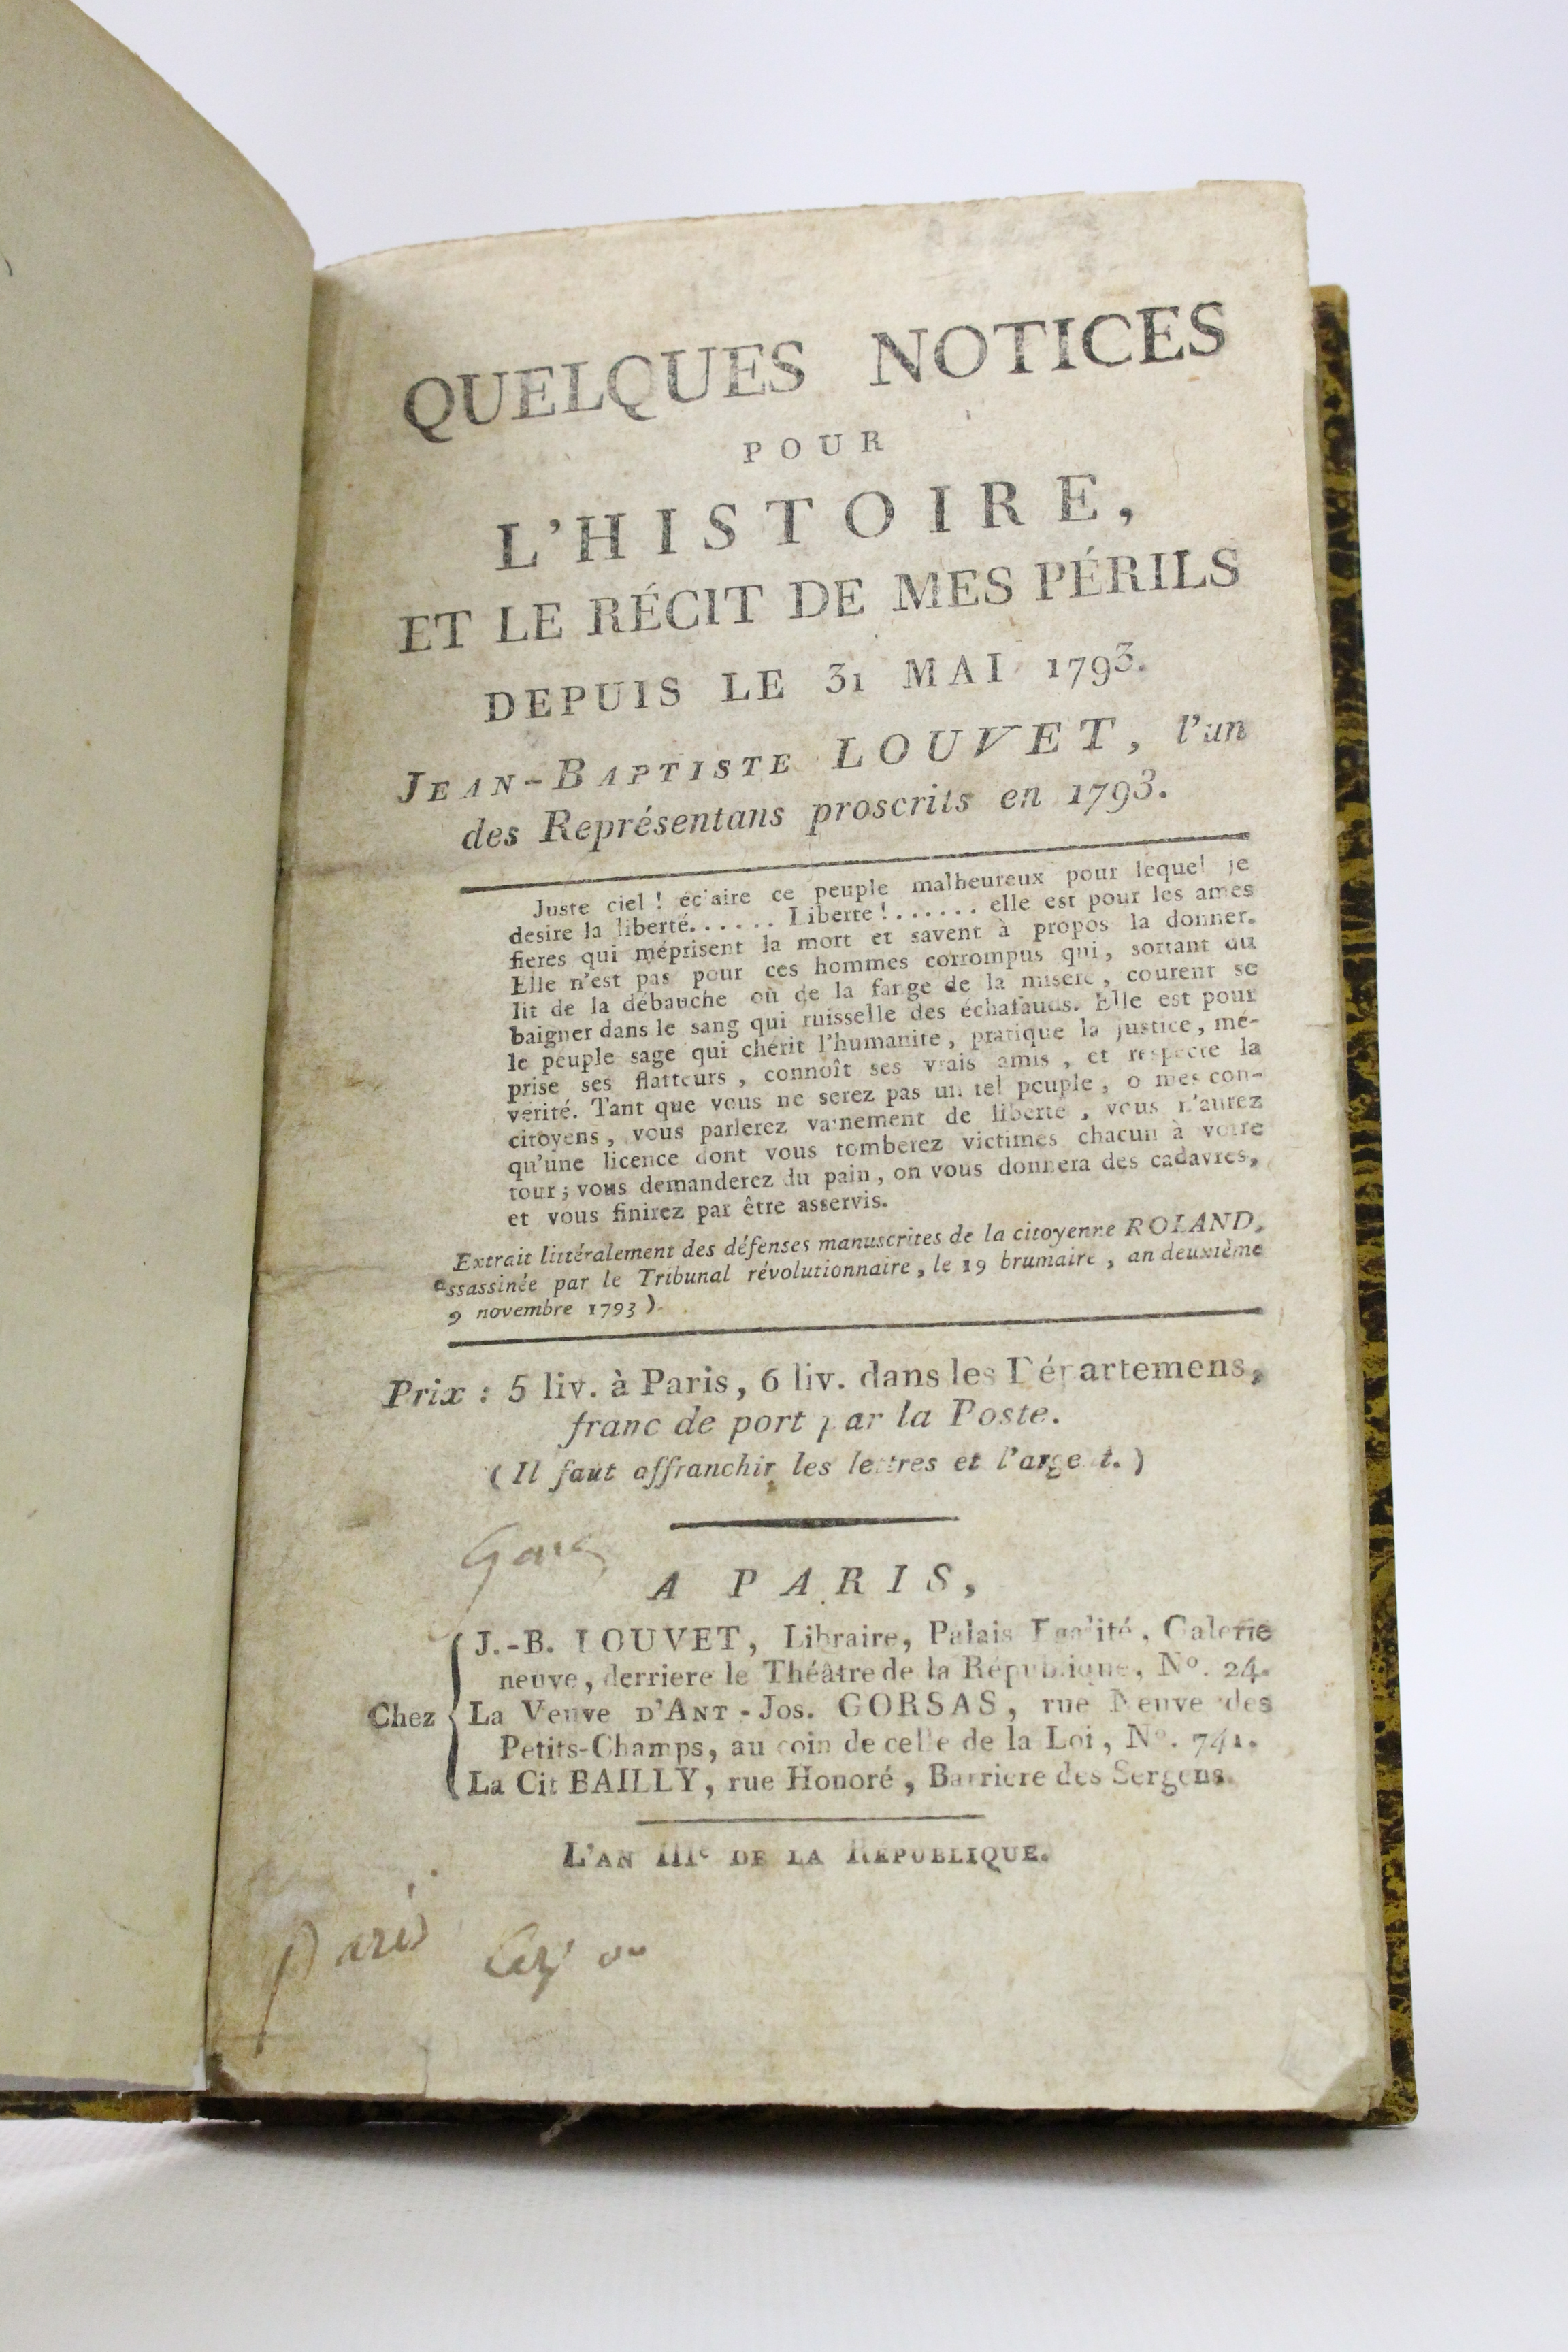 QUELQUES NOTICES
POUR
L'HISTOIRE,
ET LE RÉCIT DE MES PÉRILS
DEPUIS LE 31 MAI 1793.
JEAN-BAPTISTE LOUVET, l'un
des Représentans proscrits en 1793.
Juste ciel ! éclaire ce peuple malheureux pour lequel je
desire la liberté...... Liberté !...... elle est pour les ames
fieres qui méprisent la mort et savent à propos la donner.
Elle n'est pas pour ces hommes corrompus qui, sortant du
lit de la débauche où de la fange de la misere, courent se
baigner dans le sang qui ruisselle des échafauds. Elle est pour
le peuple sage qui chérit l'humanite, pratique la justice, mé-
prise ses flatteurs, connoît ses vrais amis, et respecte la
verité. Tant que vous ne serez pas un tel peuple, o mes con-
citoyens, vous parlerez vainement de liberté, vous n'aurez
qu'une licence dont vous tomberez victimes chacun à votre
tour; vous demanderez du pain, on vous donnera des cadavres,
et vous finirez par être asservis.
Extrait littéralement des défenses manuscrites de la citoyenne ROLAND,
assassinée par le Tribunal révolutionnaire, le 19 brumaire, an deuxième
9 novembre 1793).
Prix : 5 liv. à Paris, 6 liv. dans les Départemens,
franc de port par la Poste.
(Il faut affranchir les lettres et l'argent.)
A PARIS,
J.-B. LOUVET, Libraire, Palais Egalité, Galerie
neuve, derriere le Théâtre de la République, N°. 24.
Chez La Veuve D'ANT-JOS. GORSAS, rue Neuve des
Petits-Champs, au coin de celle de la Loi, N°. 741.
La Cit BAILLY, rue Honoré, Barriere des Sergens.
L'AN IIIe DE LA RÉPUBLIQUE.
paris